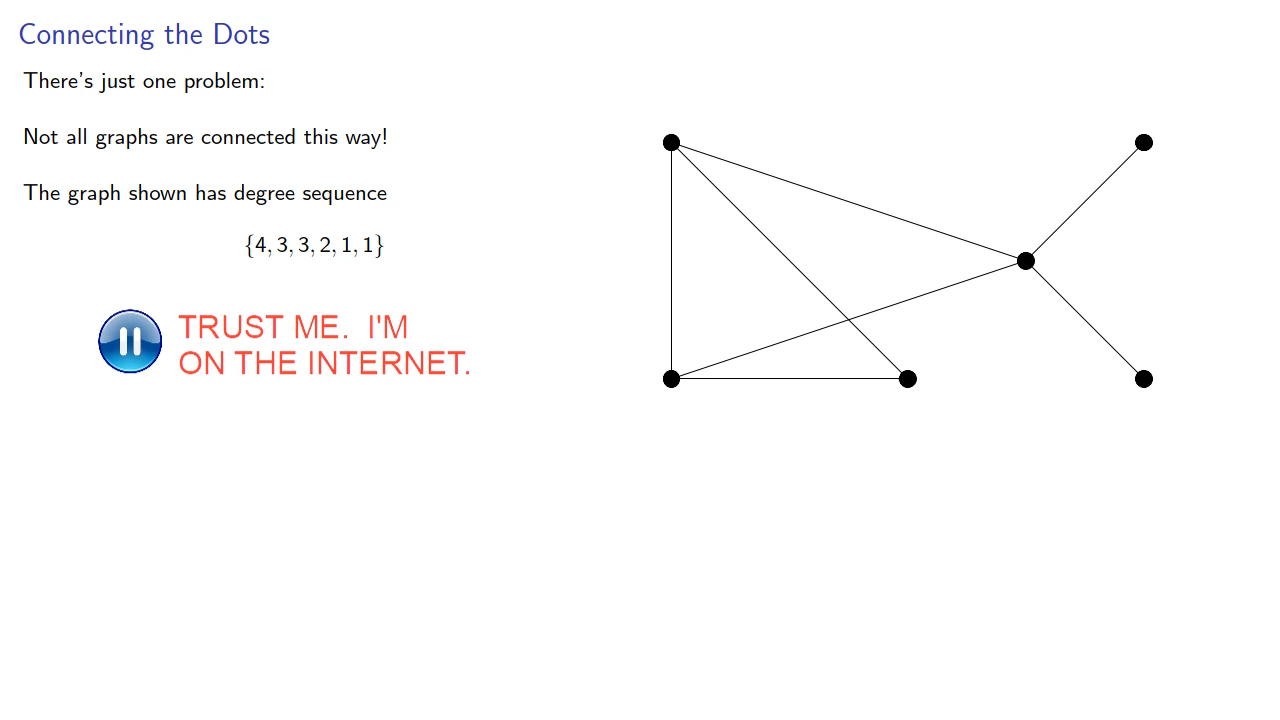 Connecting the Dots
There's just one problem:
Not all graphs are connected this way!
The graph shown has degree sequence
{4, 3, 3, 2, 1, 1}
TRUST ME. I'M
ON THE INTERNET.